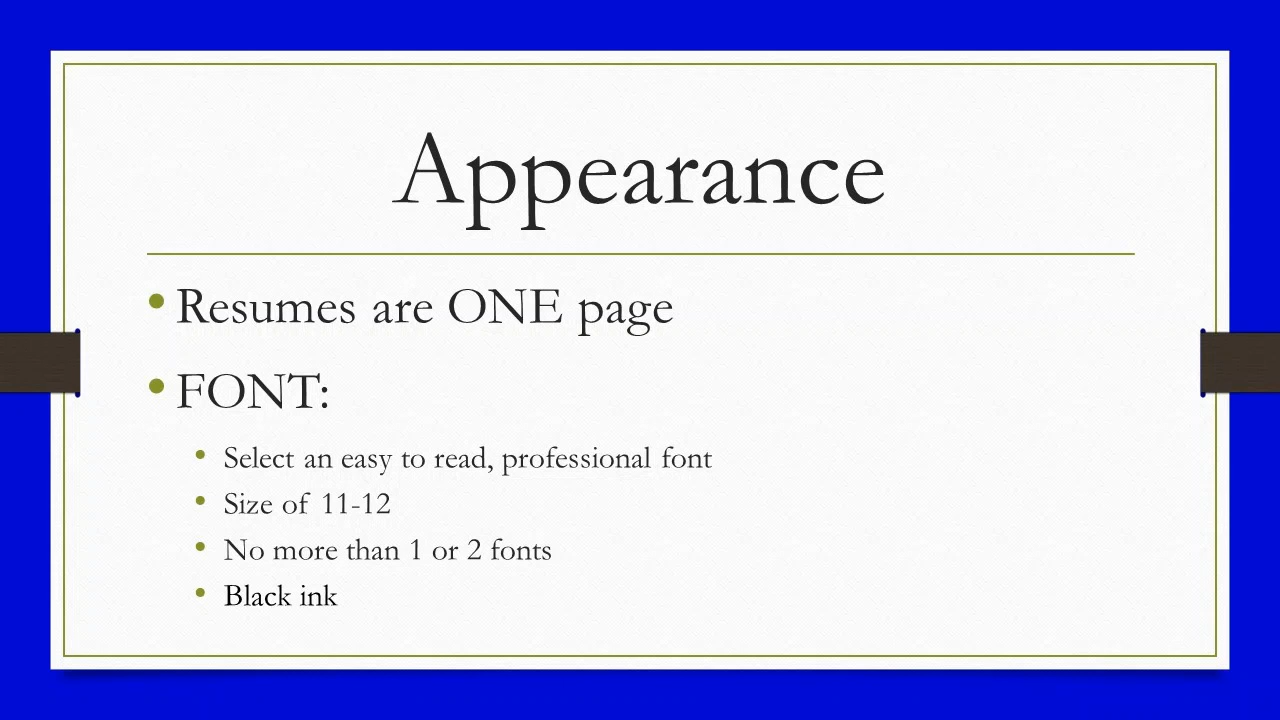 Appearance
Resumes are ONE page
FONT:
Select an easy to read, professional font
Size of 11-12
No more than 1 or 2 fonts
Black ink